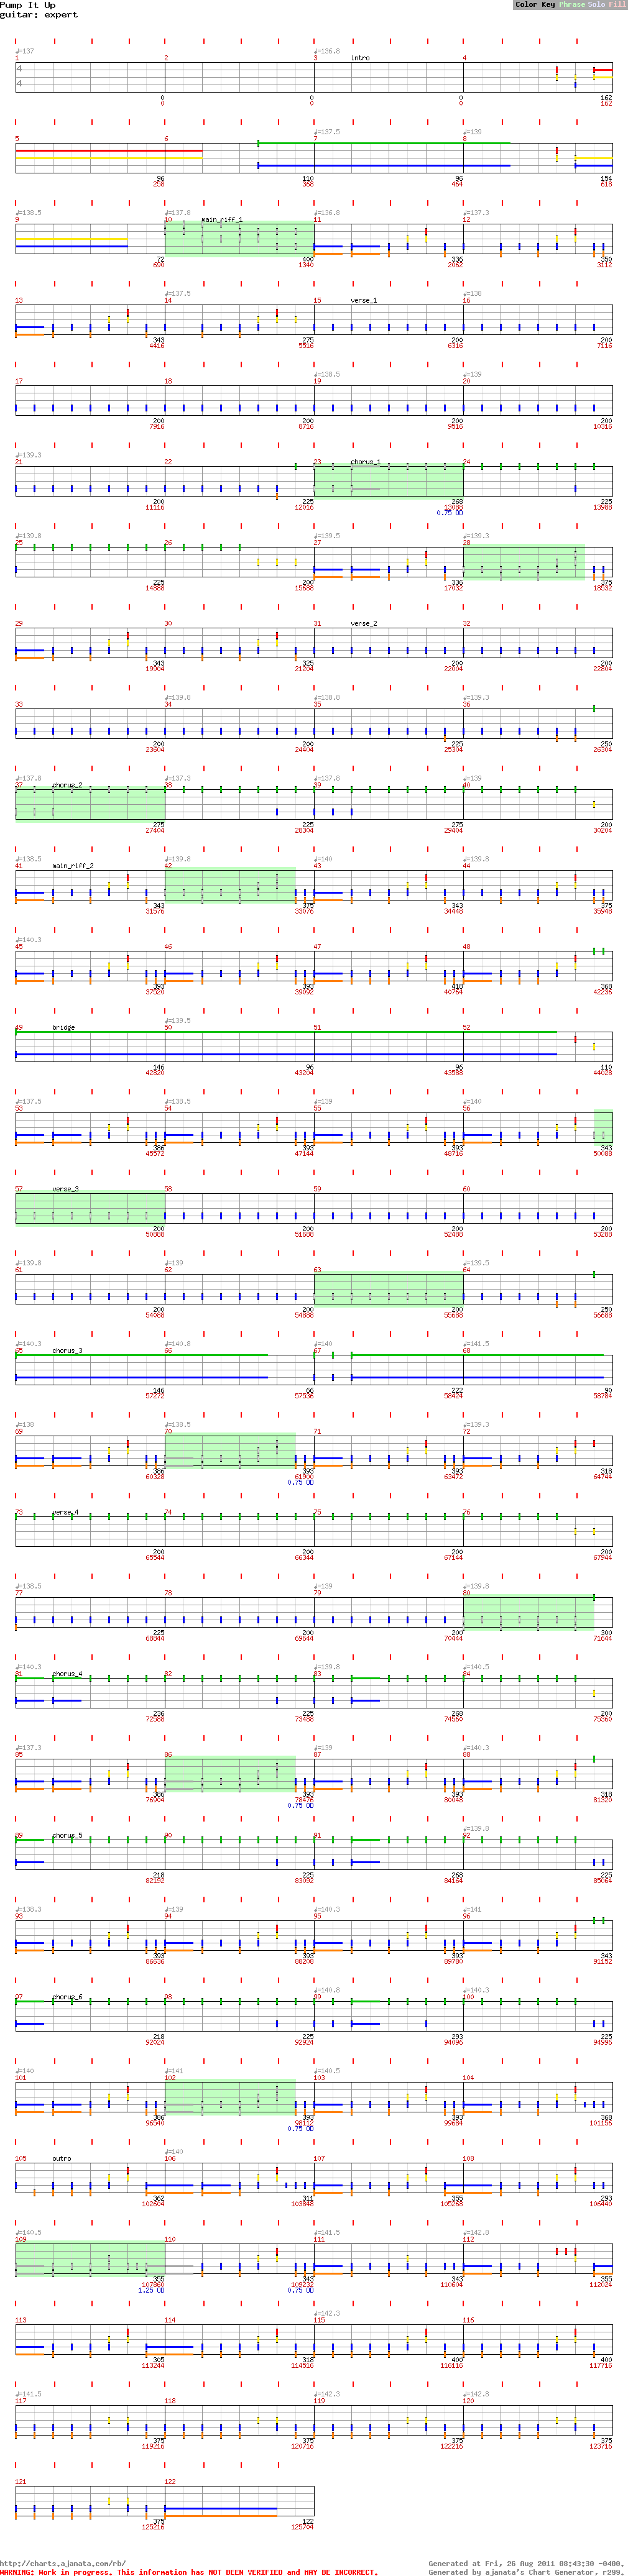 Pump It Up
guitar: expert
Color Key Phrase Solo Fill
♩=137 ♩=136.8
1 2 3 intro 4
4
4
0 0 0 162
0 0 0 162
♩=137.5 ♩=139
5 6 7 8
96 110 96 154
258 368 464 618
♩=138.5 ♩=137.8 ♩=136.8 ♩=137.3
9 10 main_riff_1 11 12
72 400 336 350
690 1340 2062 3112
♩=137.5 ♩=138
13 14 15 verse_1 16
343 275 200 200
4416 5516 6316 7116
♩=138.5 ♩=139
17 18 19 20
200 200 200 200
7916 8716 9516 10316
♩=139.3
21 22 23 chorus_1 24
200 225 268 225
11116 12016 13088 13988
0.75 OD
♩=139.8 ♩=139.5 ♩=139.3
25 26 27 28
225 200 336 375
14888 15688 17032 18532
29 30 31 verse_2 32
343 325 200 200
19904 21204 22004 22804
♩=139.8 ♩=138.8 ♩=139.3
33 34 35 36
200 200 225 250
23604 24404 25304 26304
♩=137.8 ♩=137.3 ♩=137.8 ♩=139
37 chorus_2 38 39 40
275 225 275 200
27404 28304 29404 30204
♩=138.5 ♩=139.8 ♩=140 ♩=139.8
41 main_riff_2 42 43 44
343 375 343 375
31576 33076 34448 35948
♩=140.3
45 46 47 48
393 393 418 368
37520 39092 40764 42236
♩=139.5
49 bridge 50 51 52
146 96 96 110
42820 43204 43588 44028
♩=137.5 ♩=138.5 ♩=139 ♩=140
53 54 55 56
386 393 393 343
45572 47144 48716 50088
57 verse_3 58 59 60
200 200 200 200
50888 51688 52488 53288
♩=139.8 ♩=139 ♩=139.5
61 62 63 64
200 200 200 250
54088 54888 55688 56688
♩=140.3 ♩=140.8 ♩=140 ♩=141.5
65 chorus_3 66 67 68
146 66 222 90
57272 57536 58424 58784
♩=138 ♩=138.5 ♩=139.3
69 70 71 72
386 393 393 318
60328 61900 63472 64744
0.75 OD
73 verse_4 74 75 76
200 200 200 200
65544 66344 67144 67944
♩=138.5 ♩=139 ♩=139.8
77 78 79 80
225 200 200 300
68844 69644 70444 71644
♩=140.3 ♩=139.8 ♩=140.5
81 chorus_4 82 83 84
236 225 268 200
72588 73488 74560 75360
♩=137.3 ♩=139 ♩=140.3
85 86 87 88
386 393 393 318
76904 78476 80048 81320
0.75 OD
♩=139.8
89 chorus_5 90 91 92
218 225 268 225
82192 83092 84164 85064
♩=138.3 ♩=139 ♩=140.3 ♩=141
93 94 95 96
393 393 393 343
86636 88208 89780 91152
♩=140.8 ♩=140.3
97 chorus_6 98 99 100
218 225 293 225
92024 92924 94096 94996
♩=140 ♩=141 ♩=140.5
101 102 103 104
386 393 393 368
96540 98112 99684 101156
0.75 OD
♩=140
105 outro 106 107 108
362 311 355 293
102604 103848 105268 106440
♩=140.5 ♩=141.5 ♩=142.8
109 110 111 112
355 343 343 355
107860 109232 110604 112024
1.25 OD 0.75 OD
♩=142.3
113 114 115 116
305 318 400 400
113244 114516 116116 117716
♩=141.5 ♩=142.3 ♩=142.8
117 118 119 120
375 375 375 375
119216 120716 122216 123716
121 122
375 122
125216 125704
http://charts.ajanata.com/rb/ Generated at Fri, 26 Aug 2011 08:43:38 -0400.
WARNING: Work in progress. This information has NOT BEEN VERIFIED and MAY BE INCORRECT. Generated by ajanata's Chart Generator, r299.